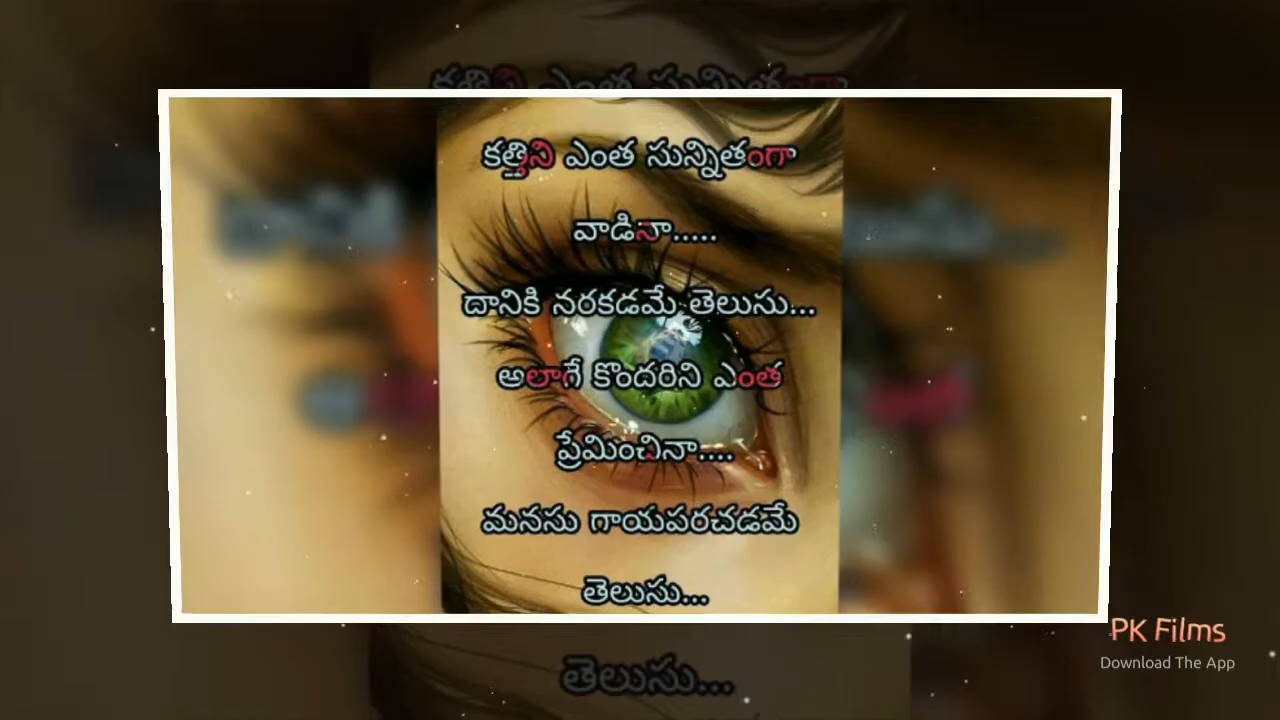 కత్తిని ఎంత సున్నితంగా
వాడినా.....
దానికి నరకడమే తెలుసు...
అలాగే కొందరిని ఎంత
ప్రేమించినా....
మనసు గాయపరచడమే
తెలుసు...
తెలుసు...
PK Films
Download The App